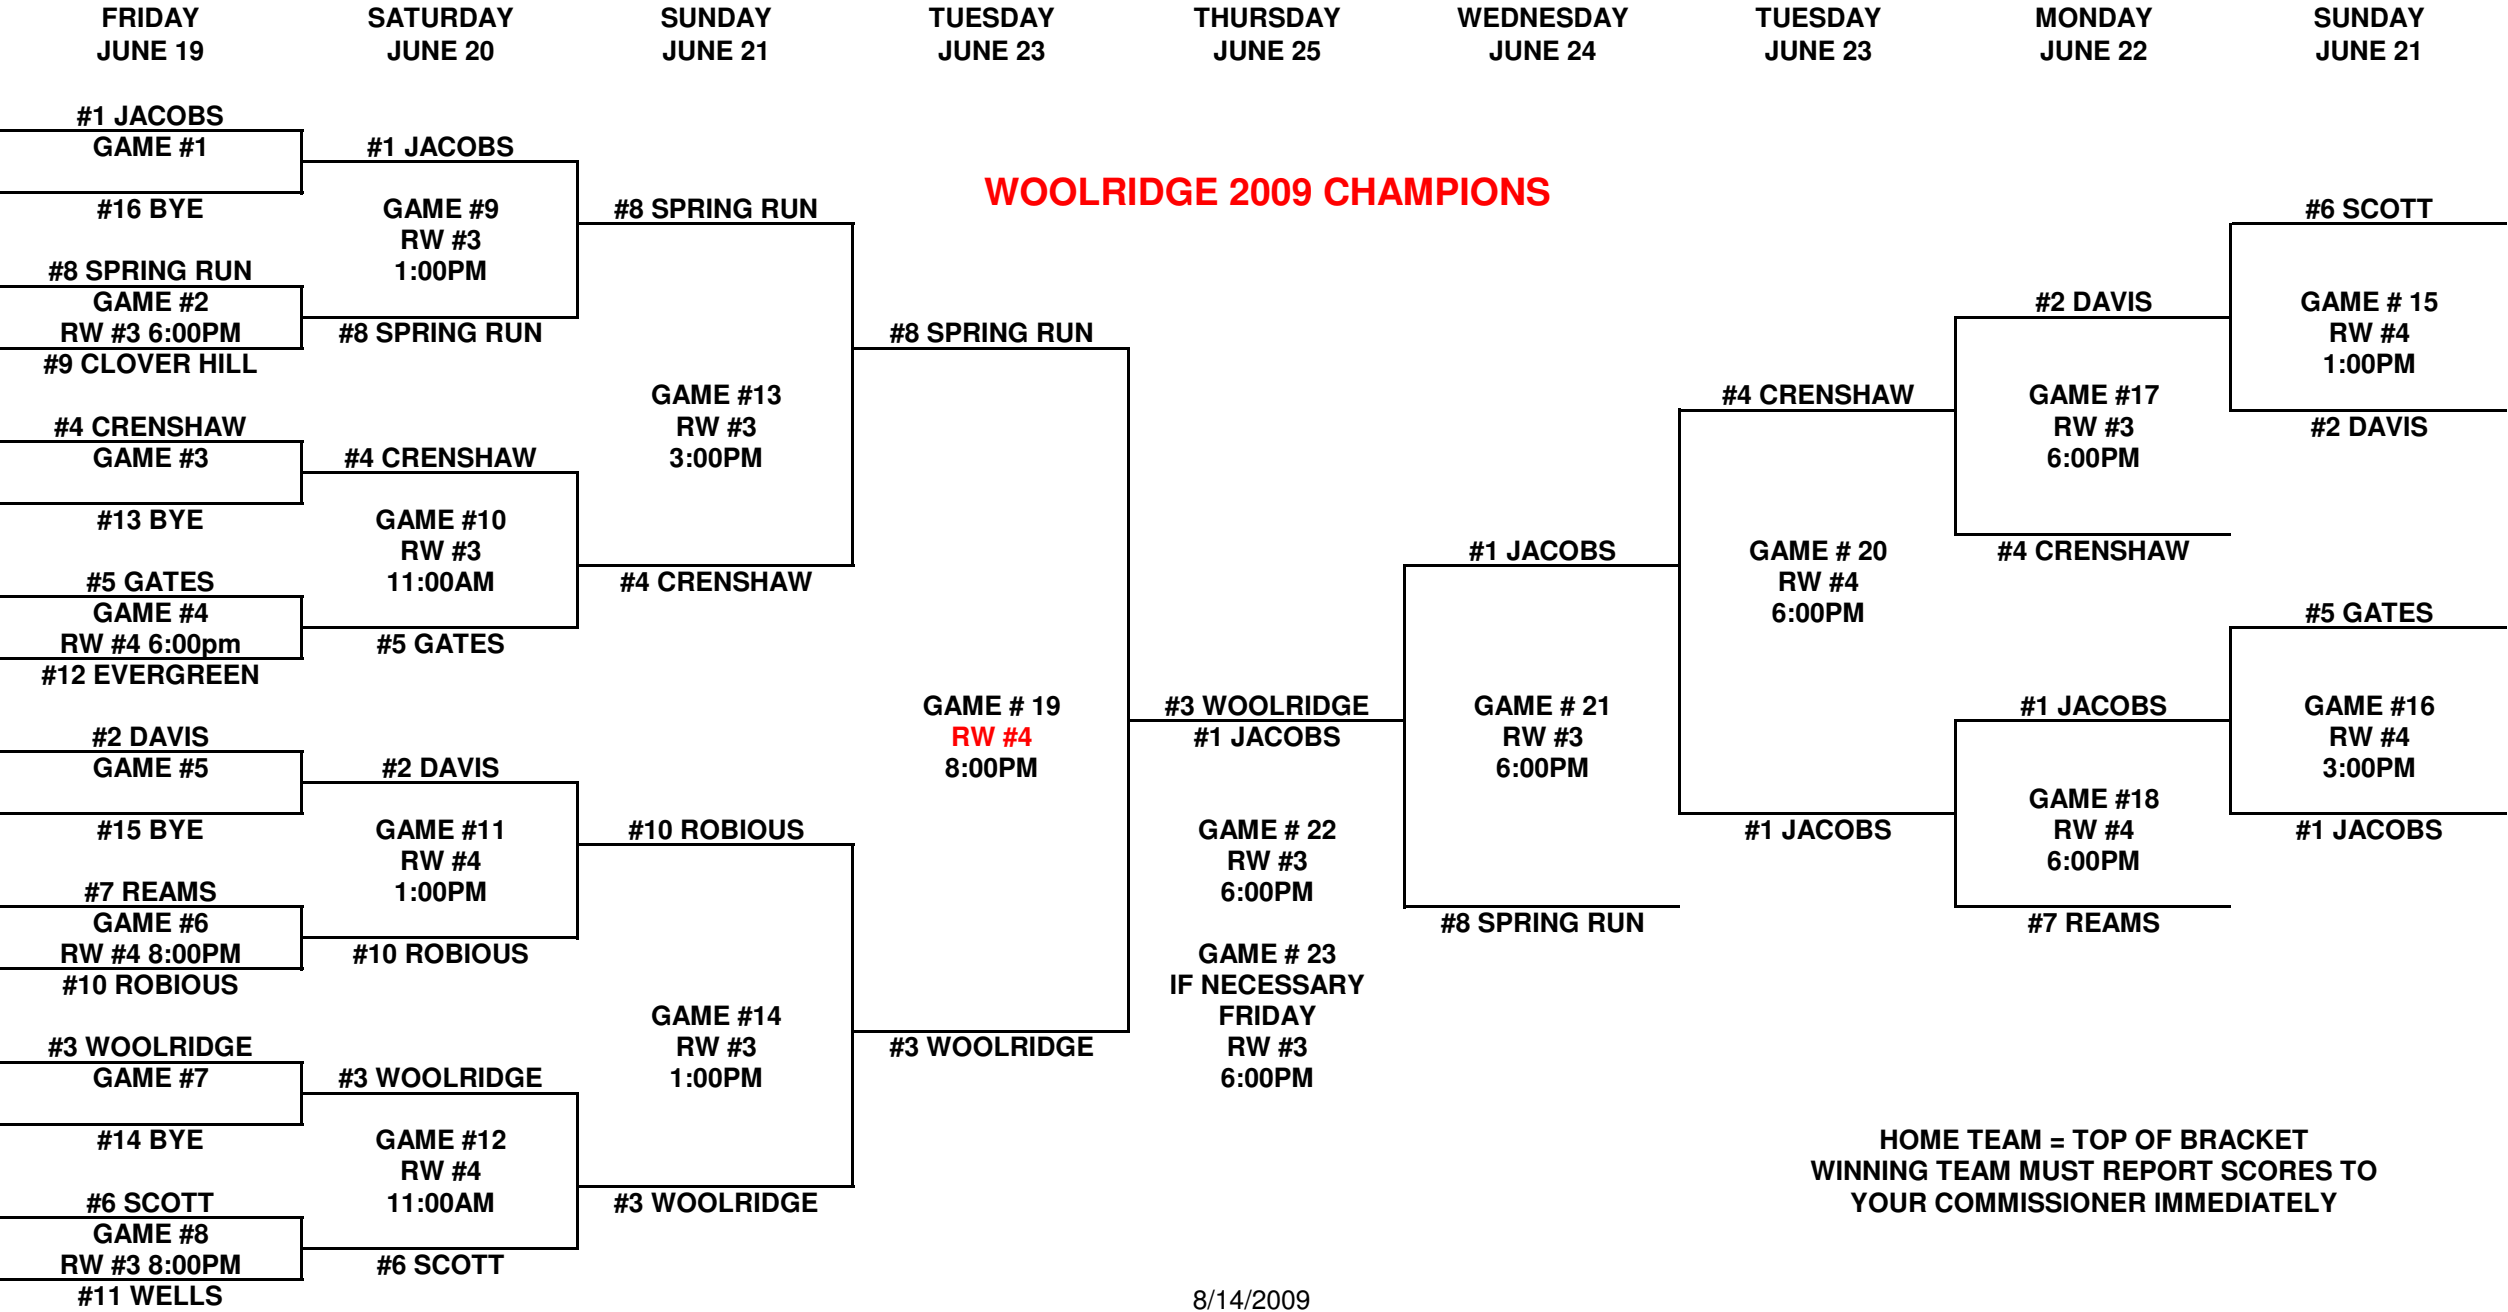 FRIDAY
JUNE 19
SATURDAY
JUNE 20
SUNDAY
JUNE 21
TUESDAY
JUNE 23
THURSDAY
JUNE 25
WEDNESDAY
JUNE 24
TUESDAY
JUNE 23
MONDAY
JUNE 22
SUNDAY
JUNE 21
#1 JACOBS
GAME #1
#16 BYE
#8 SPRING RUN
GAME #2
RW #3 6:00PM
#9 CLOVER HILL
#4 CRENSHAW
GAME #3
#13 BYE
#5 GATES
GAME #4
RW #4 6:00pm
#12 EVERGREEN
#2 DAVIS
GAME #5
#15 BYE
#7 REAMS
GAME #6
RW #4 8:00PM
#10 ROBIOUS
#3 WOOLRIDGE
GAME #7
#14 BYE
#6 SCOTT
GAME #8
RW #3 8:00PM
#11 WELLS
#1 JACOBS
GAME #9
RW #3
1:00PM
#8 SPRING RUN
#4 CRENSHAW
GAME #10
RW #3
11:00AM
#5 GATES
#2 DAVIS
GAME #11
RW #4
1:00PM
#10 ROBIOUS
#3 WOOLRIDGE
GAME #12
RW #4
11:00AM
#6 SCOTT
#8 SPRING RUN
GAME #13
RW #3
3:00PM
#4 CRENSHAW
#10 ROBIOUS
GAME #14
RW #3
1:00PM
#3 WOOLRIDGE
#8 SPRING RUN
GAME # 19
RW #4
8:00PM
#3 WOOLRIDGE
WOOLRIDGE 2009 CHAMPIONS
#3 WOOLRIDGE
#1 JACOBS
GAME # 22
RW #3
6:00PM
GAME # 23
IF NECESSARY
FRIDAY
RW #3
6:00PM
#1 JACOBS
GAME # 21
RW #3
6:00PM
#8 SPRING RUN
#4 CRENSHAW
GAME # 20
RW #4
6:00PM
#1 JACOBS
#2 DAVIS
GAME #17
RW #3
6:00PM
#4 CRENSHAW
#1 JACOBS
GAME #18
RW #4
6:00PM
#7 REAMS
#6 SCOTT
GAME # 15
RW #4
1:00PM
#2 DAVIS
#5 GATES
GAME #16
RW #4
3:00PM
#1 JACOBS
HOME TEAM = TOP OF BRACKET
WINNING TEAM MUST REPORT SCORES TO
YOUR COMMISSIONER IMMEDIATELY
8/14/2009